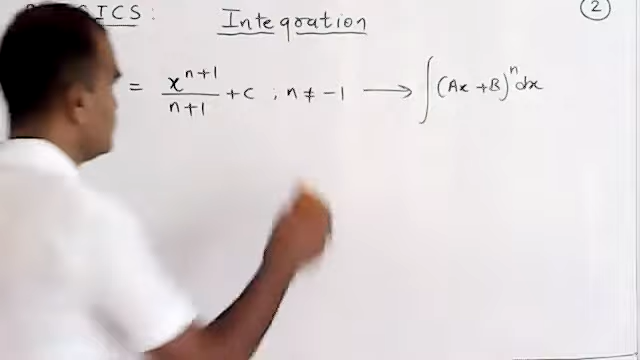 ICS:
Integration
2
= x^{n+1}/(n+1) + c ; n ≠ -1 → ∫(Ax + B)^n dx